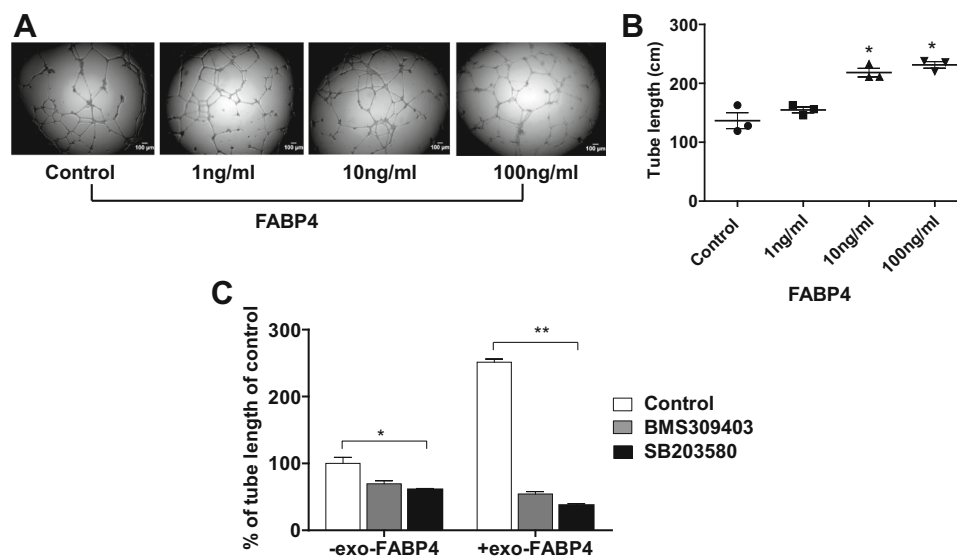 A
100 µm
100 µm
100 µm
100 µm
Control
1ng/ml
10ng/ml
100ng/ml
FABP4
B
Tube length (cm)
300
200
100
0
*
*
Control
1ng/ml
10ng/ml
100ng/ml
FABP4
C
% of tube length of control
300
200
100
0
*
**
-exo-FABP4
+exo-FABP4
Control
BMS309403
SB203580